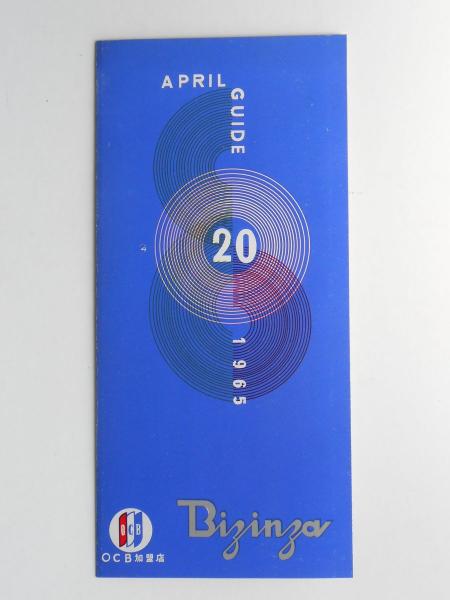 APRIL
GUIDE
20
1965
OCB
OCB加盟店
Bizinza